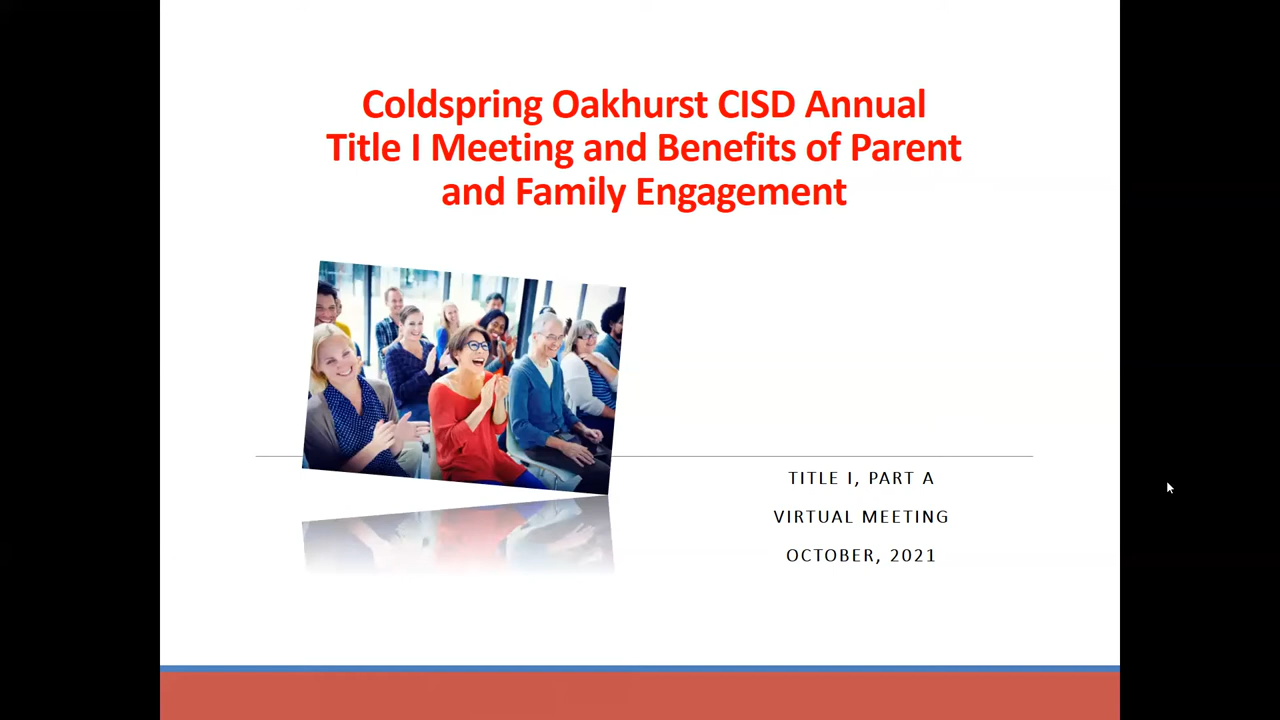 Coldspring Oakhurst CISD Annual
Title I Meeting and Benefits of Parent
and Family Engagement
TITLE I, PART A
VIRTUAL MEETING
OCTOBER, 2021